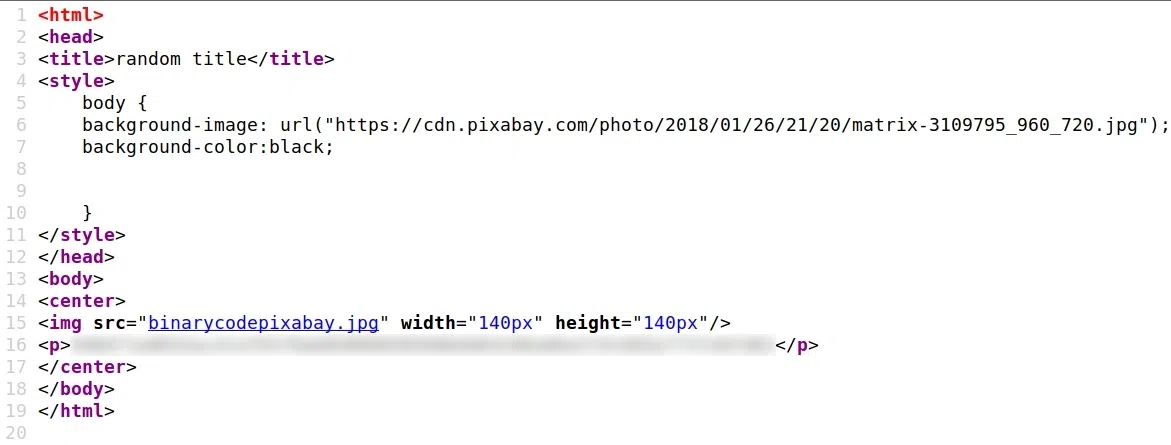 1 <html>
2 <head>
3 <title>random title</title>
4 <style>
5 body {
6 background-image: url("https://cdn.pixabay.com/photo/2018/01/26/21/20/matrix-3109795_960_720.jpg");
7 background-color:black;
8
9
10 }
11 </style>
12 </head>
13 <body>
14 <center>
15 <img src="binarycodepixabay.jpg" width="140px" height="140px"/>
16 <p></p>
17 </center>
18 </body>
19 </html>
20